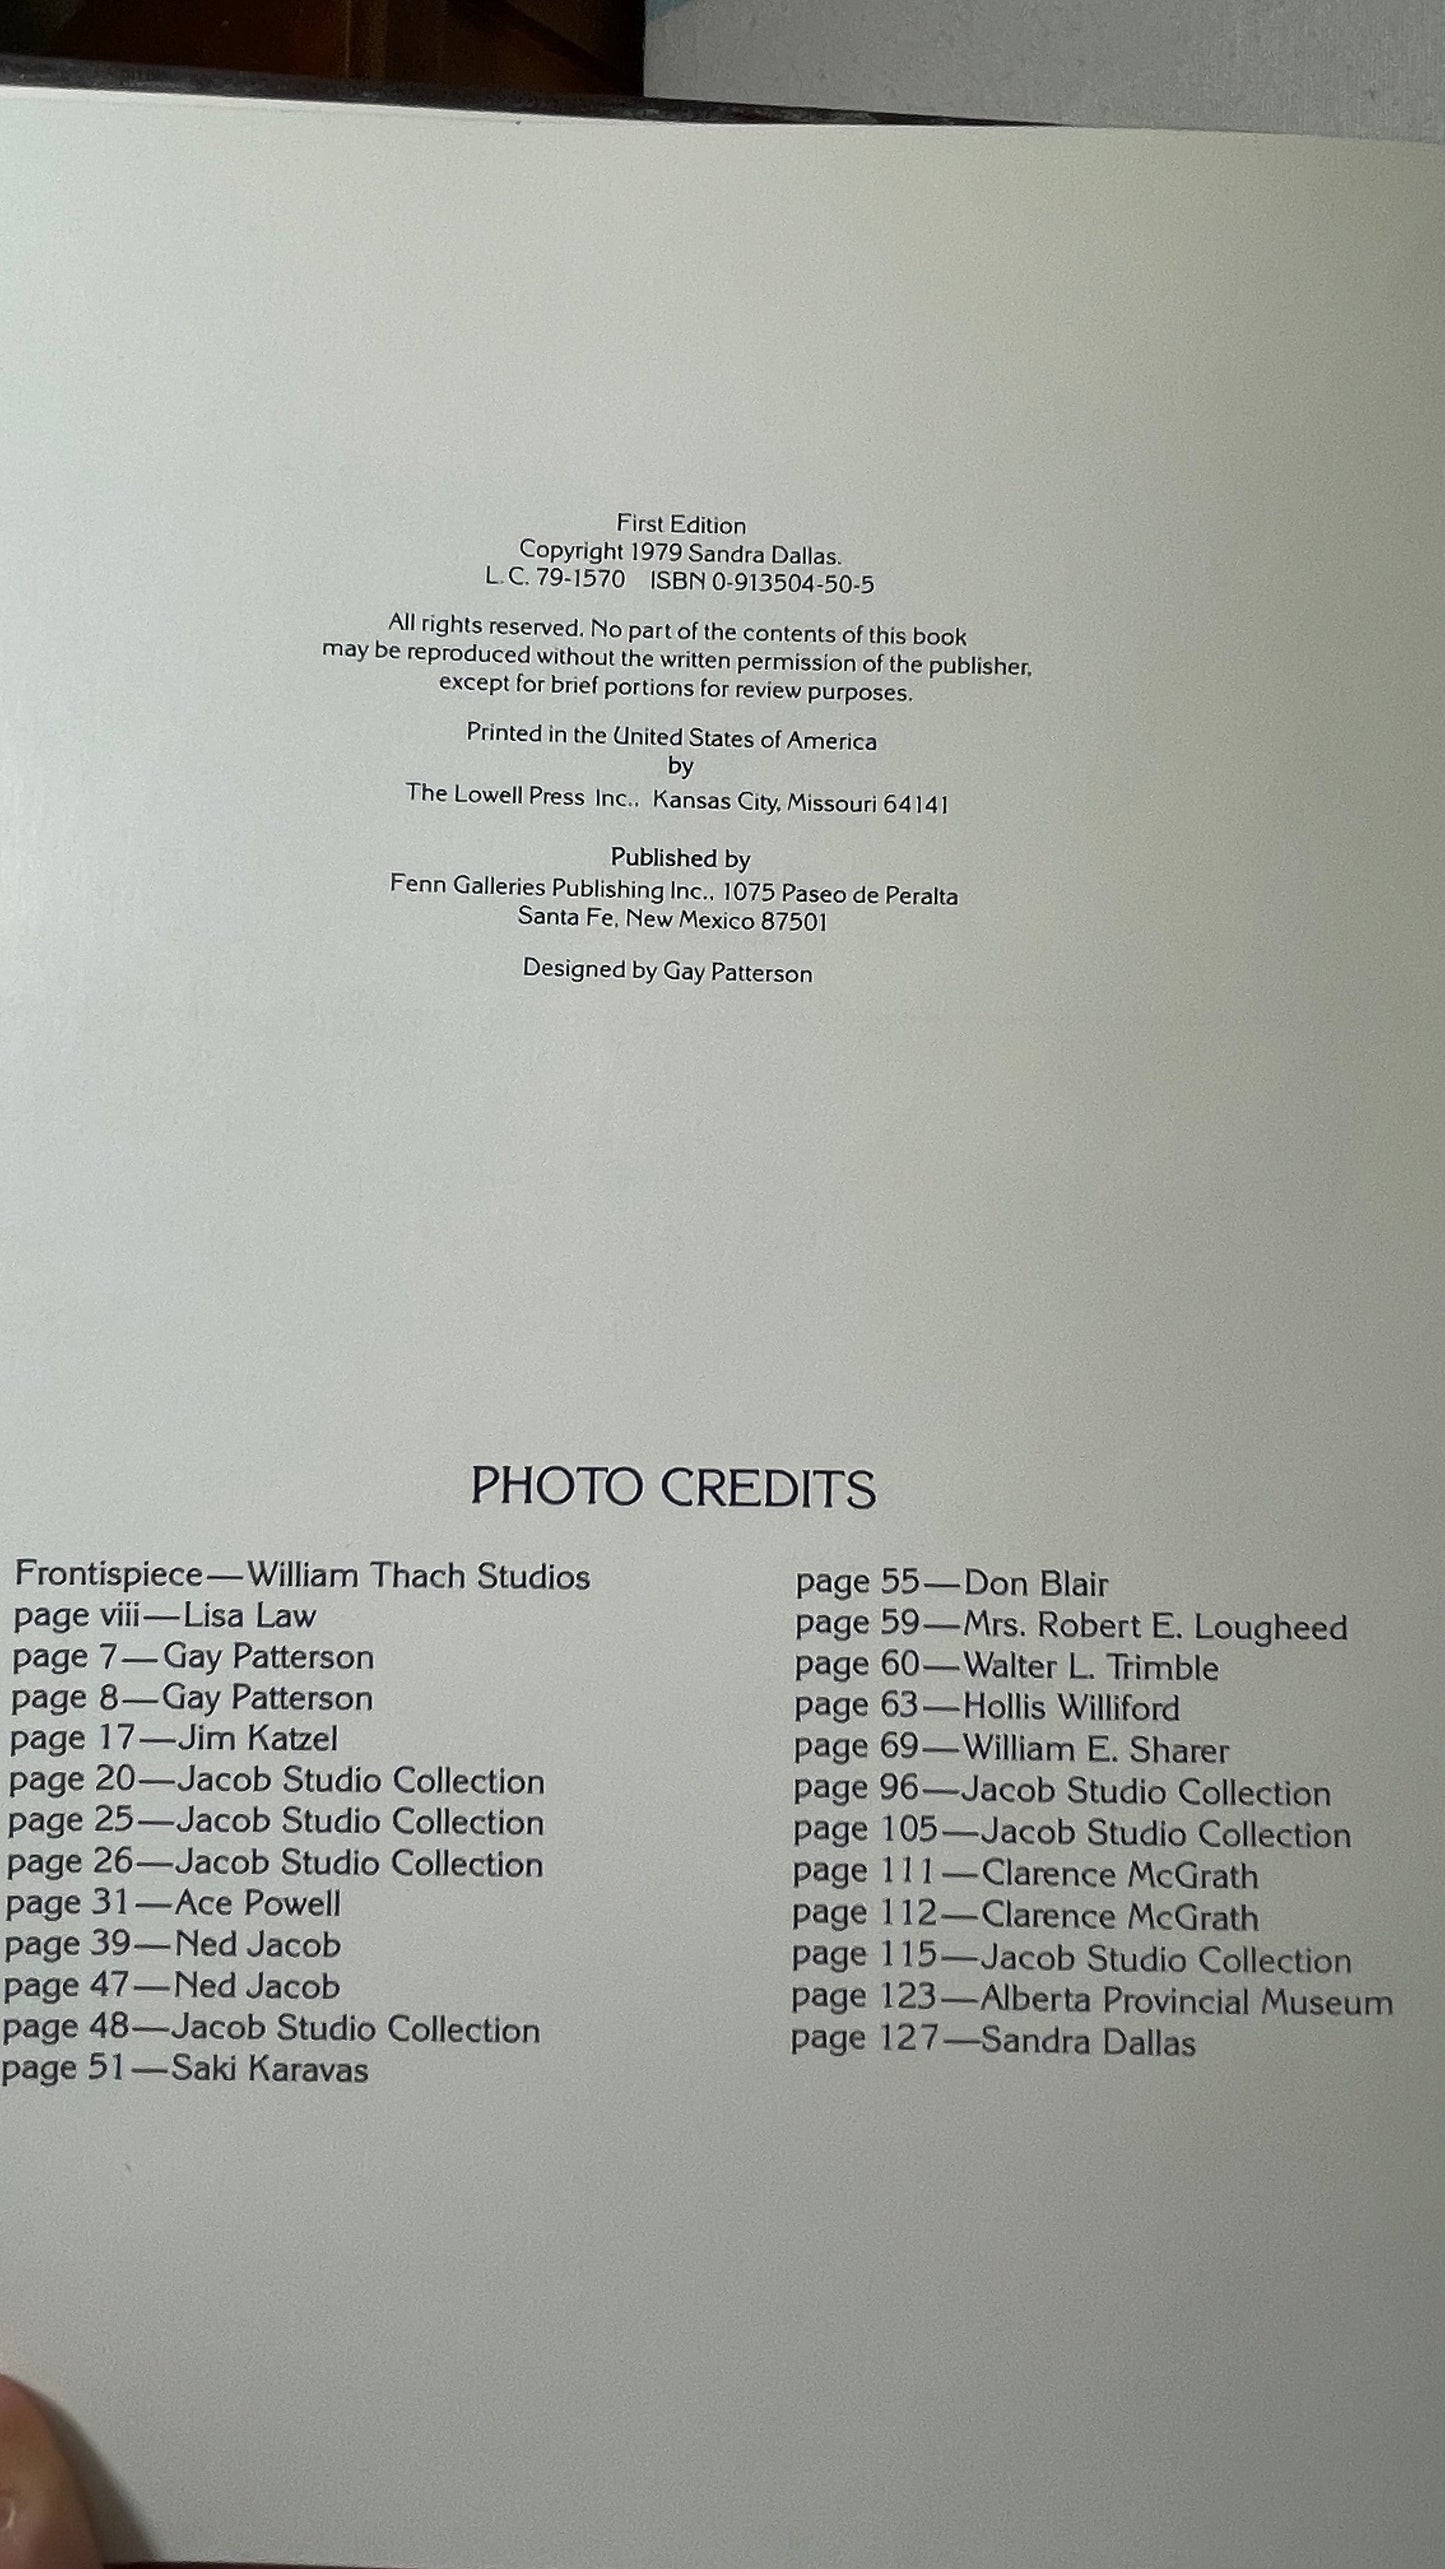 First Edition
Copyright 1979 Sandra Dallas.
L.C. 79-1570 ISBN 0-913504-50-5
All rights reserved. No part of the contents of this book
may be reproduced without the written permission of the publisher,
except for brief portions for review purposes.
Printed in the United States of America
by
The Lowell Press Inc., Kansas City, Missouri 64141
Published by
Fenn Galleries Publishing Inc., 1075 Paseo de Peralta
Santa Fe, New Mexico 87501
Designed by Gay Patterson
PHOTO CREDITS
Frontispiece—William Thach Studios
page viii—Lisa Law
page 7—Gay Patterson
page 8—Gay Patterson
page 17—Jim Katzel
page 20—Jacob Studio Collection
page 25—Jacob Studio Collection
page 26—Jacob Studio Collection
page 31—Ace Powell
page 39—Ned Jacob
page 47—Ned Jacob
page 48—Jacob Studio Collection
page 51—Saki Karavas
page 55—Don Blair
page 59—Mrs. Robert E. Lougheed
page 60—Walter L. Trimble
page 63—Hollis Williford
page 69—William E. Sharer
page 96—Jacob Studio Collection
page 105—Jacob Studio Collection
page 111—Clarence McGrath
page 112—Clarence McGrath
page 115—Jacob Studio Collection
page 123—Alberta Provincial Museum
page 127—Sandra Dallas